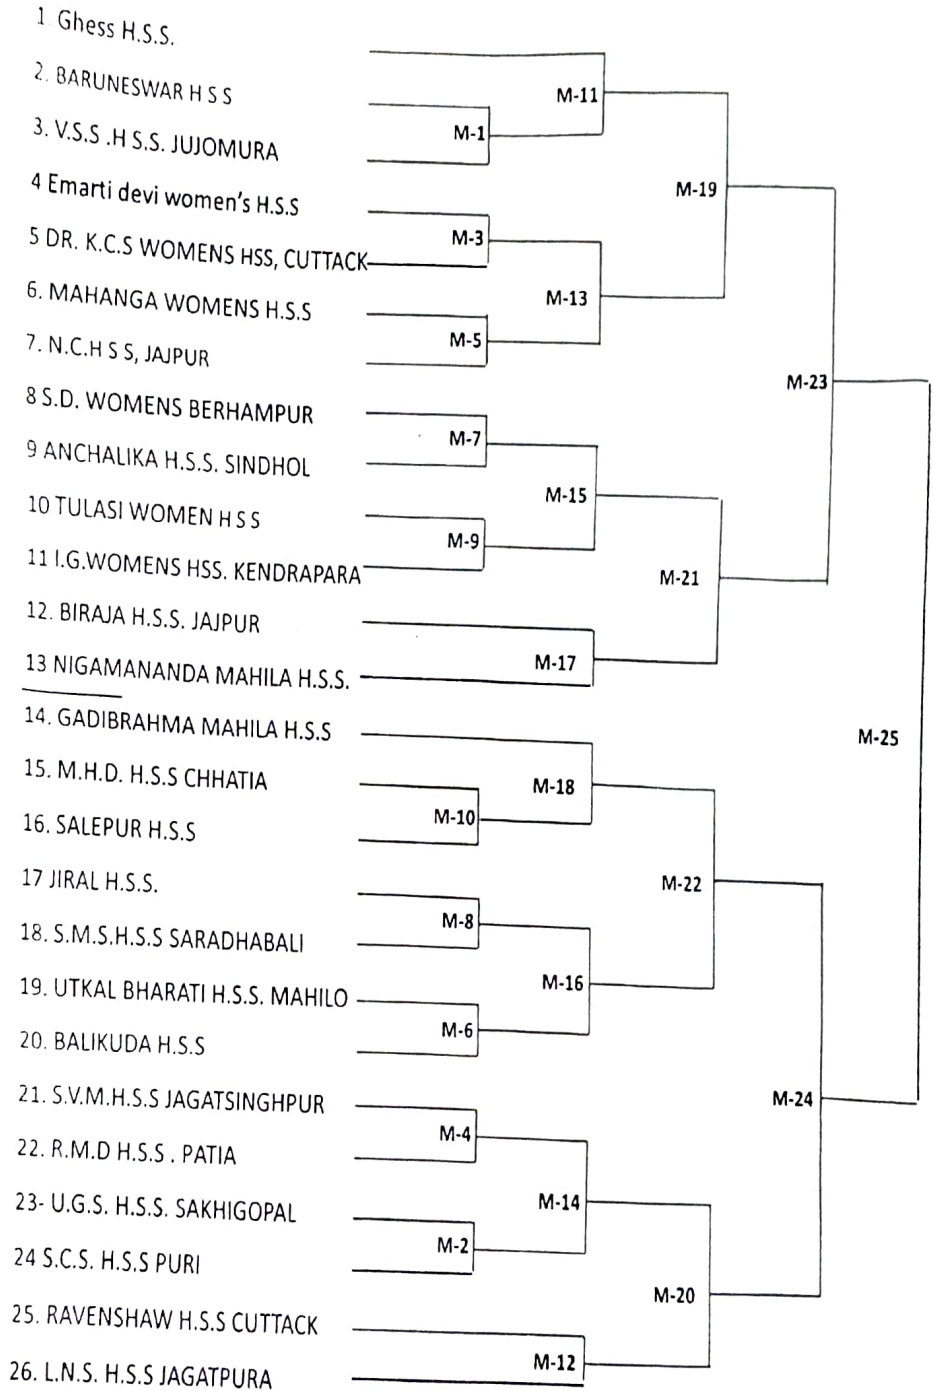 1 Ghess H.S.S.
2. BARUNESWAR H S S
M-11
3. V.S.S .H S.S. JUJOMURA
M-1
4 Emarti devi women's H.S.S
M-19
5 DR. K.C.S WOMENS HSS, CUTTACK
M-3
6. MAHANGA WOMENS H.S.S
M-13
7. N.C.H S S, JAJPUR
M-5
8 S.D. WOMENS BERHAMPUR
M-23
9 ANCHALIKA H.S.S. SINDHOL
M-7
10 TULASI WOMEN H S S
M-15
11 I.G.WOMENS HSS. KENDRAPARA
M-9
12. BIRAJA H.S.S. JAJPUR
M-21
13 NIGAMANANDA MAHILA H.S.S.
M-17
14. GADIBRAHMA MAHILA H.S.S
M-25
15. M.H.D. H.S.S CHHATIA
M-18
16. SALEPUR H.S.S
M-10
17 JIRAL H.S.S.
M-22
18. S.M.S.H.S.S SARADHABALI
M-8
19. UTKAL BHARATI H.S.S. MAHILO
M-16
20. BALIKUDA H.S.S
M-6
21. S.V.M.H.S.S JAGATSINGHPUR
M-24
22. R.M.D H.S.S . PATIA
M-4
23- U.G.S. H.S.S. SAKHIGOPAL
M-14
24 S.C.S. H.S.S PURI
M-2
25. RAVENSHAW H.S.S CUTTACK
M-20
26. L.N.S. H.S.S JAGATPURA
M-12